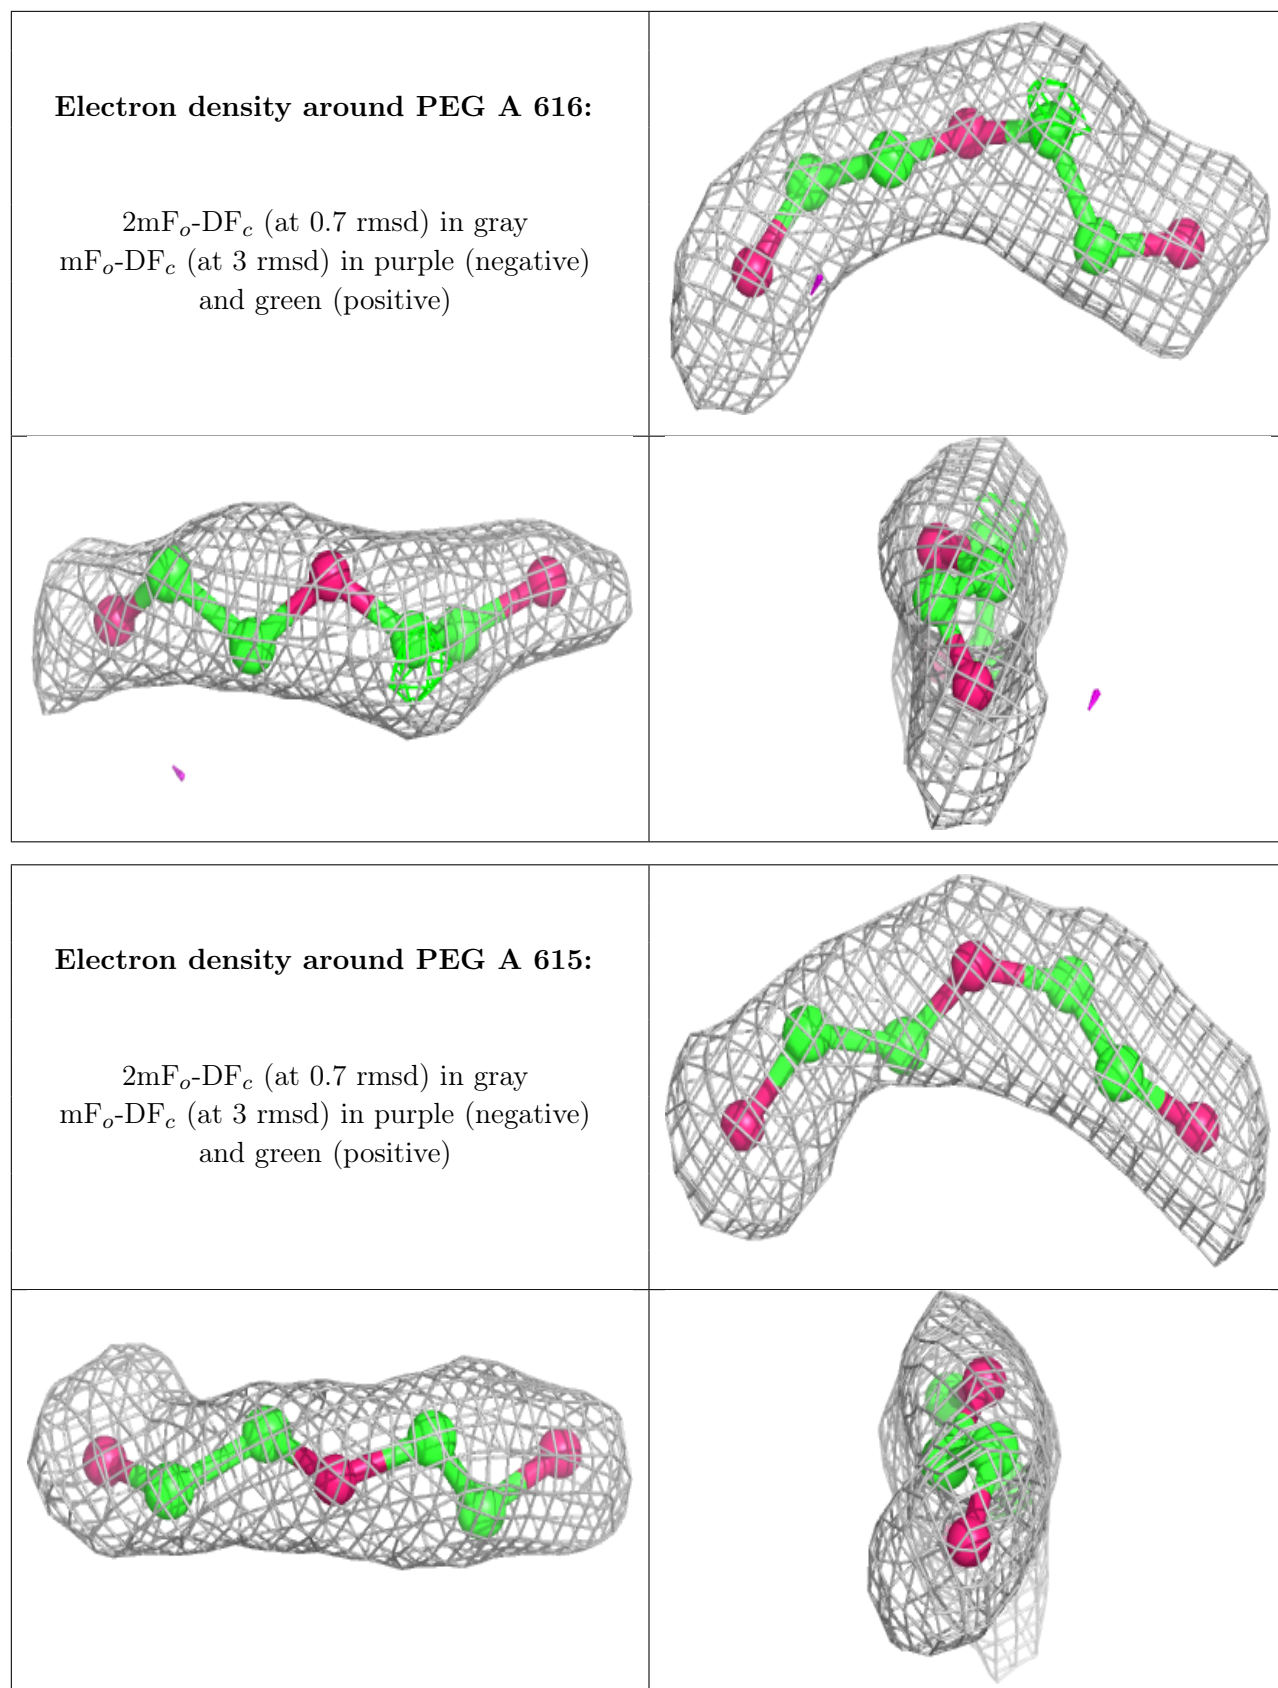 Electron density around PEG A 616:
2mFₒ-DF𝒸 (at 0.7 rmsd) in gray
mFₒ-DF𝒸 (at 3 rmsd) in purple (negative)
and green (positive)
Electron density around PEG A 615:
2mFₒ-DF𝒸 (at 0.7 rmsd) in gray
mFₒ-DF𝒸 (at 3 rmsd) in purple (negative)
and green (positive)